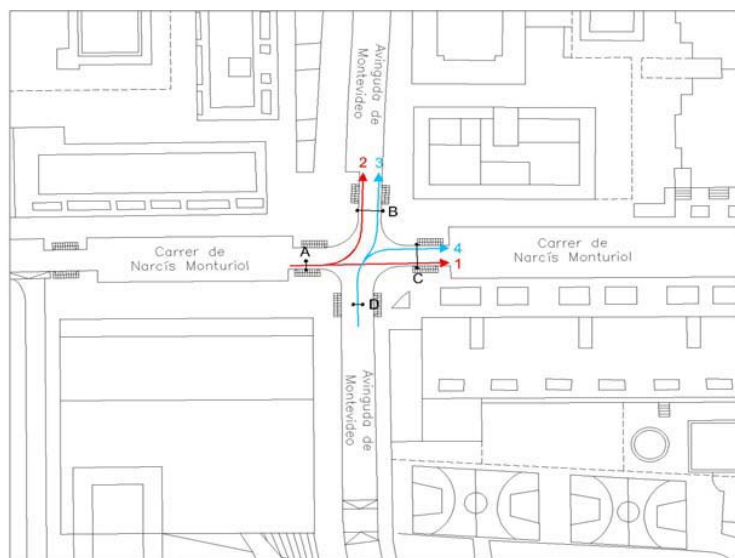 Avinguda de
Montevideo
2
3
B
A
Carrer de
Narcís Monturiol
4
1
C
Carrer de
Narcís Monturiol
D
Avinguda de
Montevideo